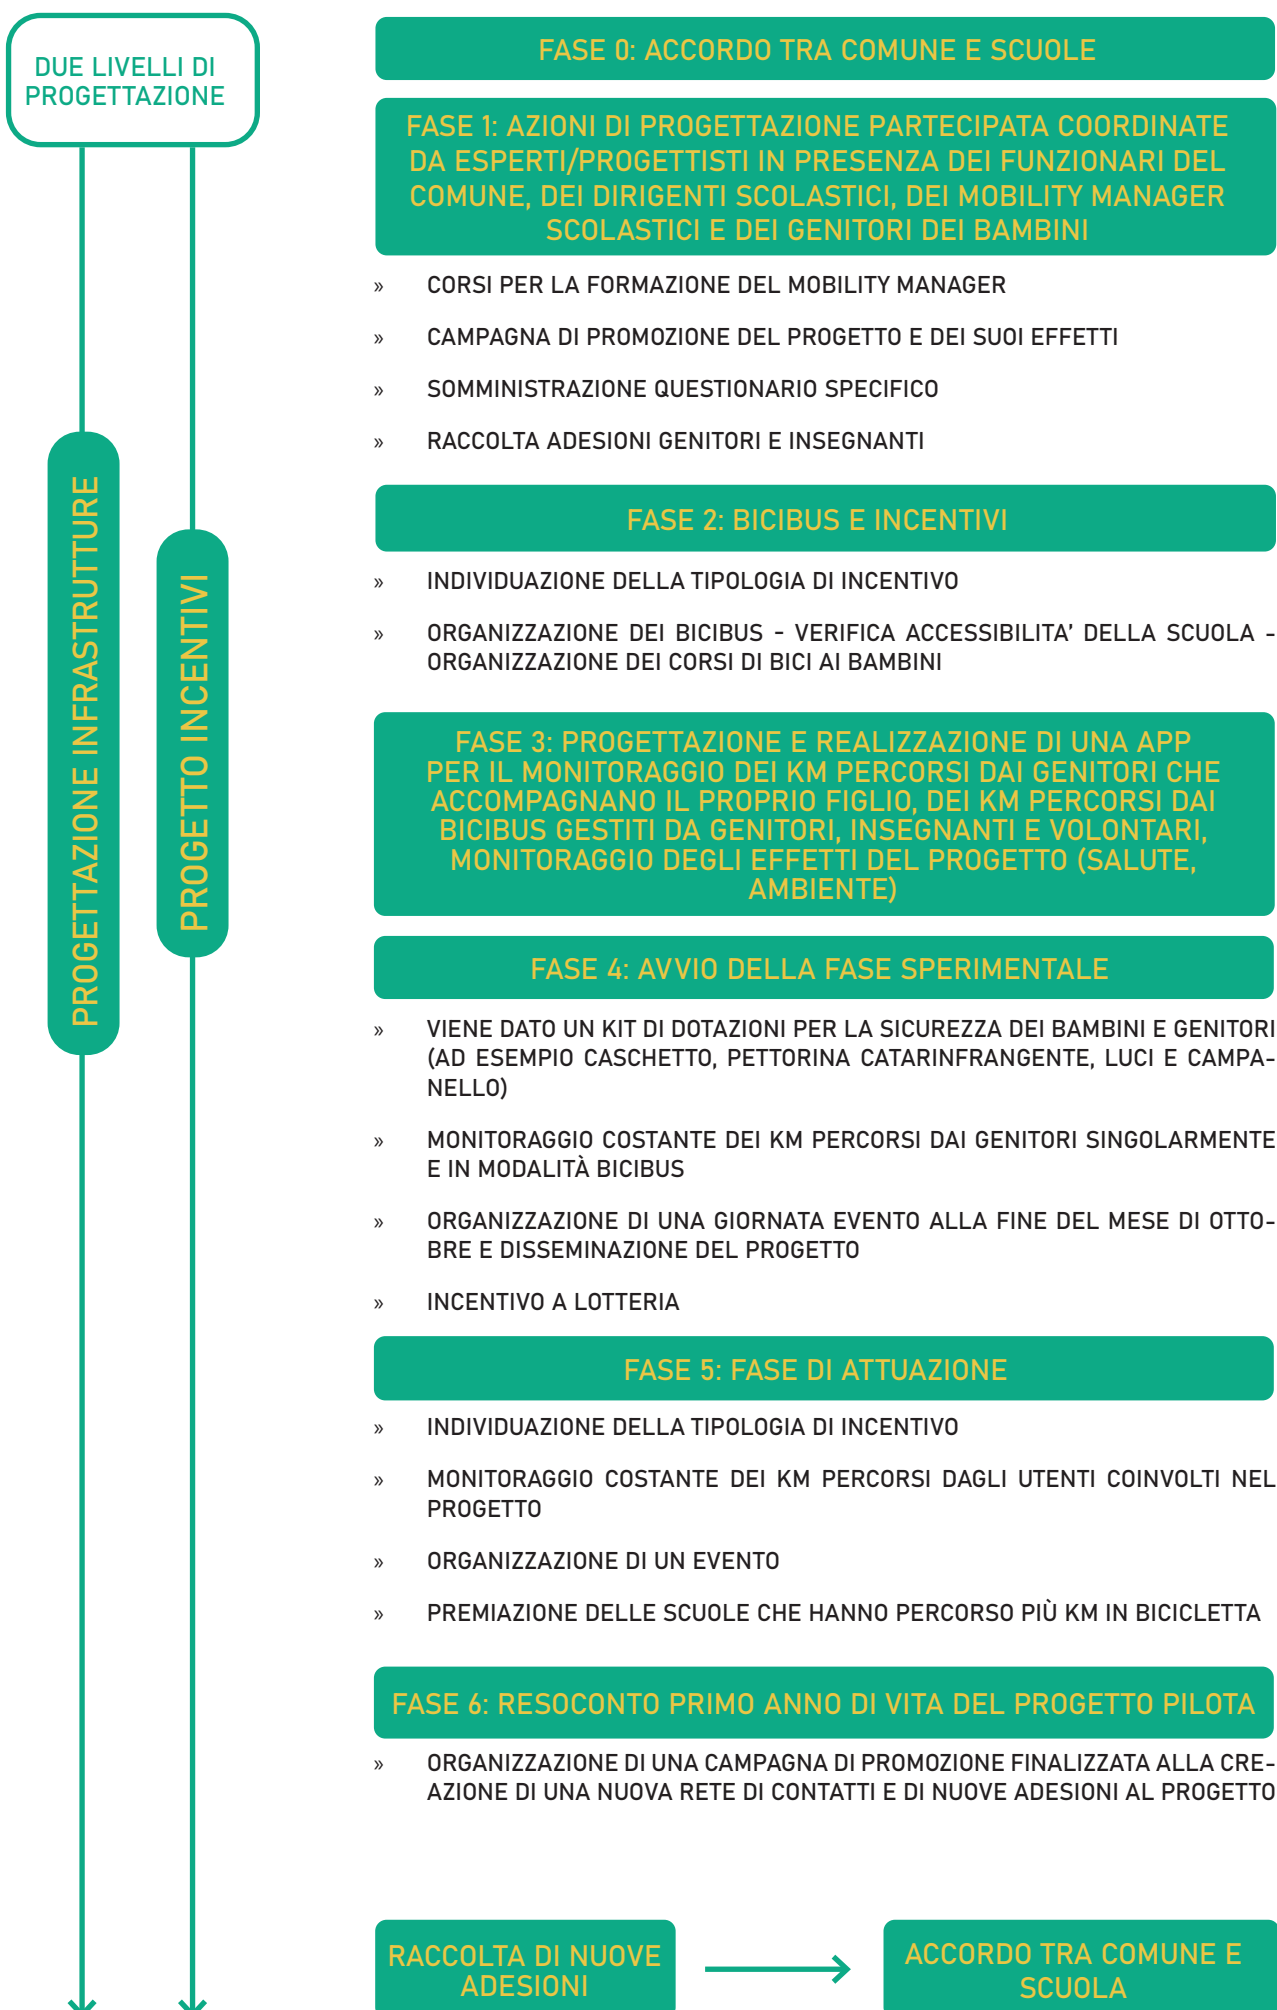 DUE LIVELLI DI
PROGETTAZIONE
PROGETTAZIONE INFRASTRUTTURE
PROGETTO INCENTIVI
FASE 0: ACCORDO TRA COMUNE E SCUOLE
FASE 1: AZIONI DI PROGETTAZIONE PARTECIPATA COORDINATE
DA ESPERTI/PROGETTISTI IN PRESENZA DEI FUNZIONARI DEL
COMUNE, DEI DIRIGENTI SCOLASTICI, DEI MOBILITY MANAGER
SCOLASTICI E DEI GENITORI DEI BAMBINI
» CORSI PER LA FORMAZIONE DEL MOBILITY MANAGER
» CAMPAGNA DI PROMOZIONE DEL PROGETTO E DEI SUOI EFFETTI
» SOMMINISTRAZIONE QUESTIONARIO SPECIFICO
» RACCOLTA ADESIONI GENITORI E INSEGNANTI
FASE 2: BICIBUS E INCENTIVI
» INDIVIDUAZIONE DELLA TIPOLOGIA DI INCENTIVO
» ORGANIZZAZIONE DEI BICIBUS - VERIFICA ACCESSIBILITA’ DELLA SCUOLA -
ORGANIZZAZIONE DEI CORSI DI BICI AI BAMBINI
FASE 3: PROGETTAZIONE E REALIZZAZIONE DI UNA APP
PER IL MONITORAGGIO DEI KM PERCORSI DAI GENITORI CHE
ACCOMPAGNANO IL PROPRIO FIGLIO, DEI KM PERCORSI DAI
BICIBUS GESTITI DA GENITORI, INSEGNANTI E VOLONTARI,
MONITORAGGIO DEGLI EFFETTI DEL PROGETTO (SALUTE,
AMBIENTE)
FASE 4: AVVIO DELLA FASE SPERIMENTALE
» VIENE DATO UN KIT DI DOTAZIONI PER LA SICUREZZA DEI BAMBINI E GENITORI
(AD ESEMPIO CASCHETTO, PETTORINA CATARINFRANGENTE, LUCI E CAMPA-
NELLO)
» MONITORAGGIO COSTANTE DEI KM PERCORSI DAI GENITORI SINGOLARMENTE
E IN MODALITÀ BICIBUS
» ORGANIZZAZIONE DI UNA GIORNATA EVENTO ALLA FINE DEL MESE DI OTTO-
BRE E DISSEMINAZIONE DEL PROGETTO
» INCENTIVO A LOTTERIA
FASE 5: FASE DI ATTUAZIONE
» INDIVIDUAZIONE DELLA TIPOLOGIA DI INCENTIVO
» MONITORAGGIO COSTANTE DEI KM PERCORSI DAGLI UTENTI COINVOLTI NEL
PROGETTO
» ORGANIZZAZIONE DI UN EVENTO
» PREMIAZIONE DELLE SCUOLE CHE HANNO PERCORSO PIÙ KM IN BICICLETTA
FASE 6: RESOCONTO PRIMO ANNO DI VITA DEL PROGETTO PILOTA
» ORGANIZZAZIONE DI UNA CAMPAGNA DI PROMOZIONE FINALIZZATA ALLA CRE-
AZIONE DI UNA NUOVA RETE DI CONTATTI E DI NUOVE ADESIONI AL PROGETTO
RACCOLTA DI NUOVE
ADESIONI
ACCORDO TRA COMUNE E
SCUOLA